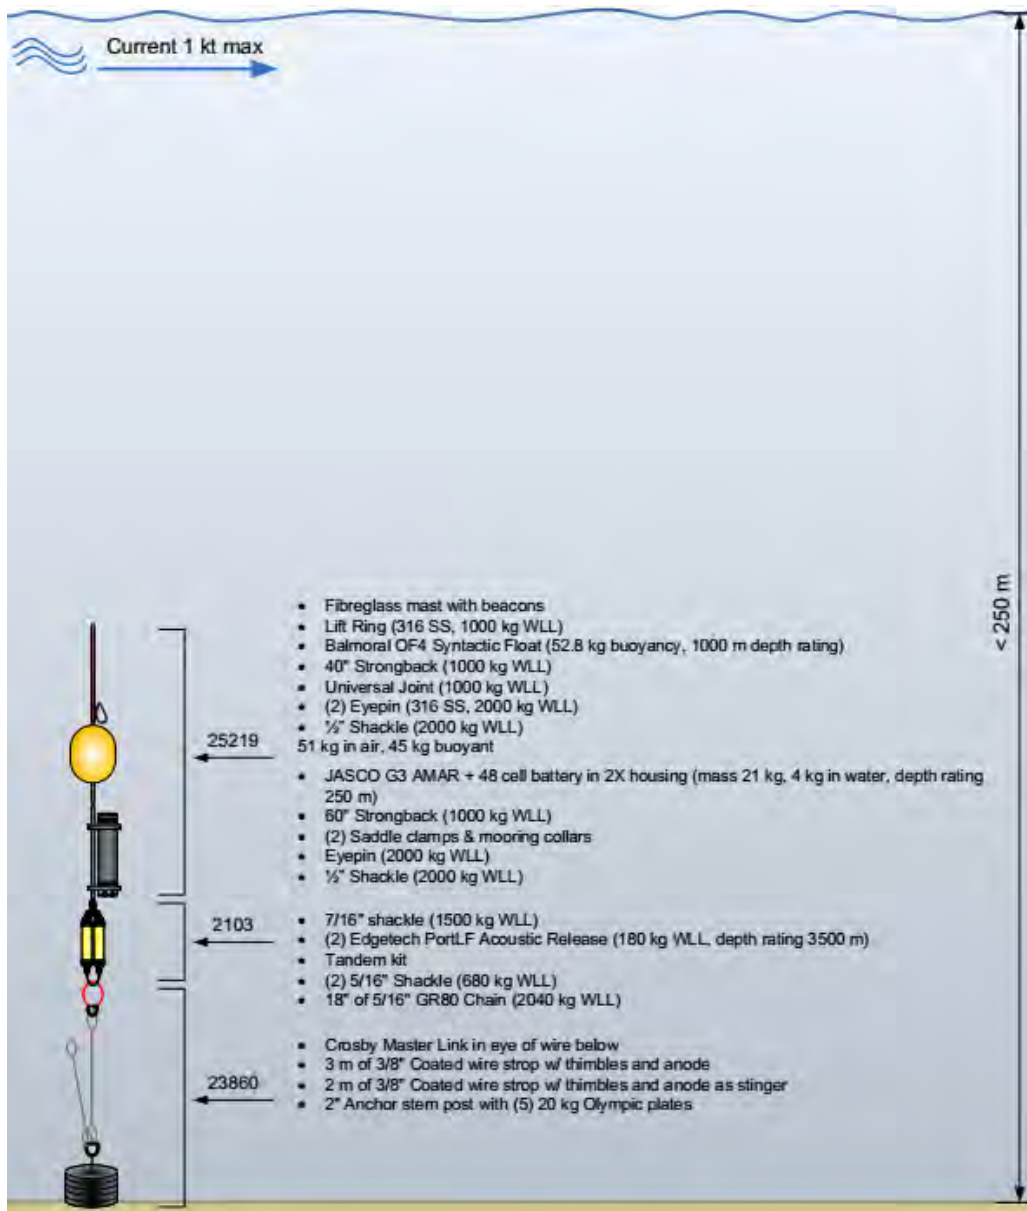 Current 1 kt max
< 250 m
25219
• Fibreglass mast with beacons
• Lift Ring (316 SS, 1000 kg WLL)
• Balmoral OF4 Syntactic Float (52.8 kg buoyancy, 1000 m depth rating)
• 40" Strongback (1000 kg WLL)
• Universal Joint (1000 kg WLL)
• (2) Eyepin (316 SS, 2000 kg WLL)
• ½" Shackle (2000 kg WLL)
51 kg in air, 45 kg buoyant
• JASCO G3 AMAR + 48 cell battery in 2X housing (mass 21 kg, 4 kg in water, depth rating
250 m)
• 60" Strongback (1000 kg WLL)
• (2) Saddle clamps & mooring collars
• Eyepin (2000 kg WLL)
• ½" Shackle (2000 kg WLL)
2103
• 7/16" shackle (1500 kg WLL)
• (2) Edgetech PortLF Acoustic Release (180 kg WLL, depth rating 3500 m)
• Tandem kit
• (2) 5/16" Shackle (680 kg WLL)
• 18" of 5/16" GR80 Chain (2040 kg WLL)
23860
• Crosby Master Link in eye of wire below
• 3 m of 3/8" Coated wire strop w/ thimbles and anode
• 2 m of 3/8" Coated wire strop w/ thimbles and anode as stinger
• 2" Anchor stem post with (5) 20 kg Olympic plates